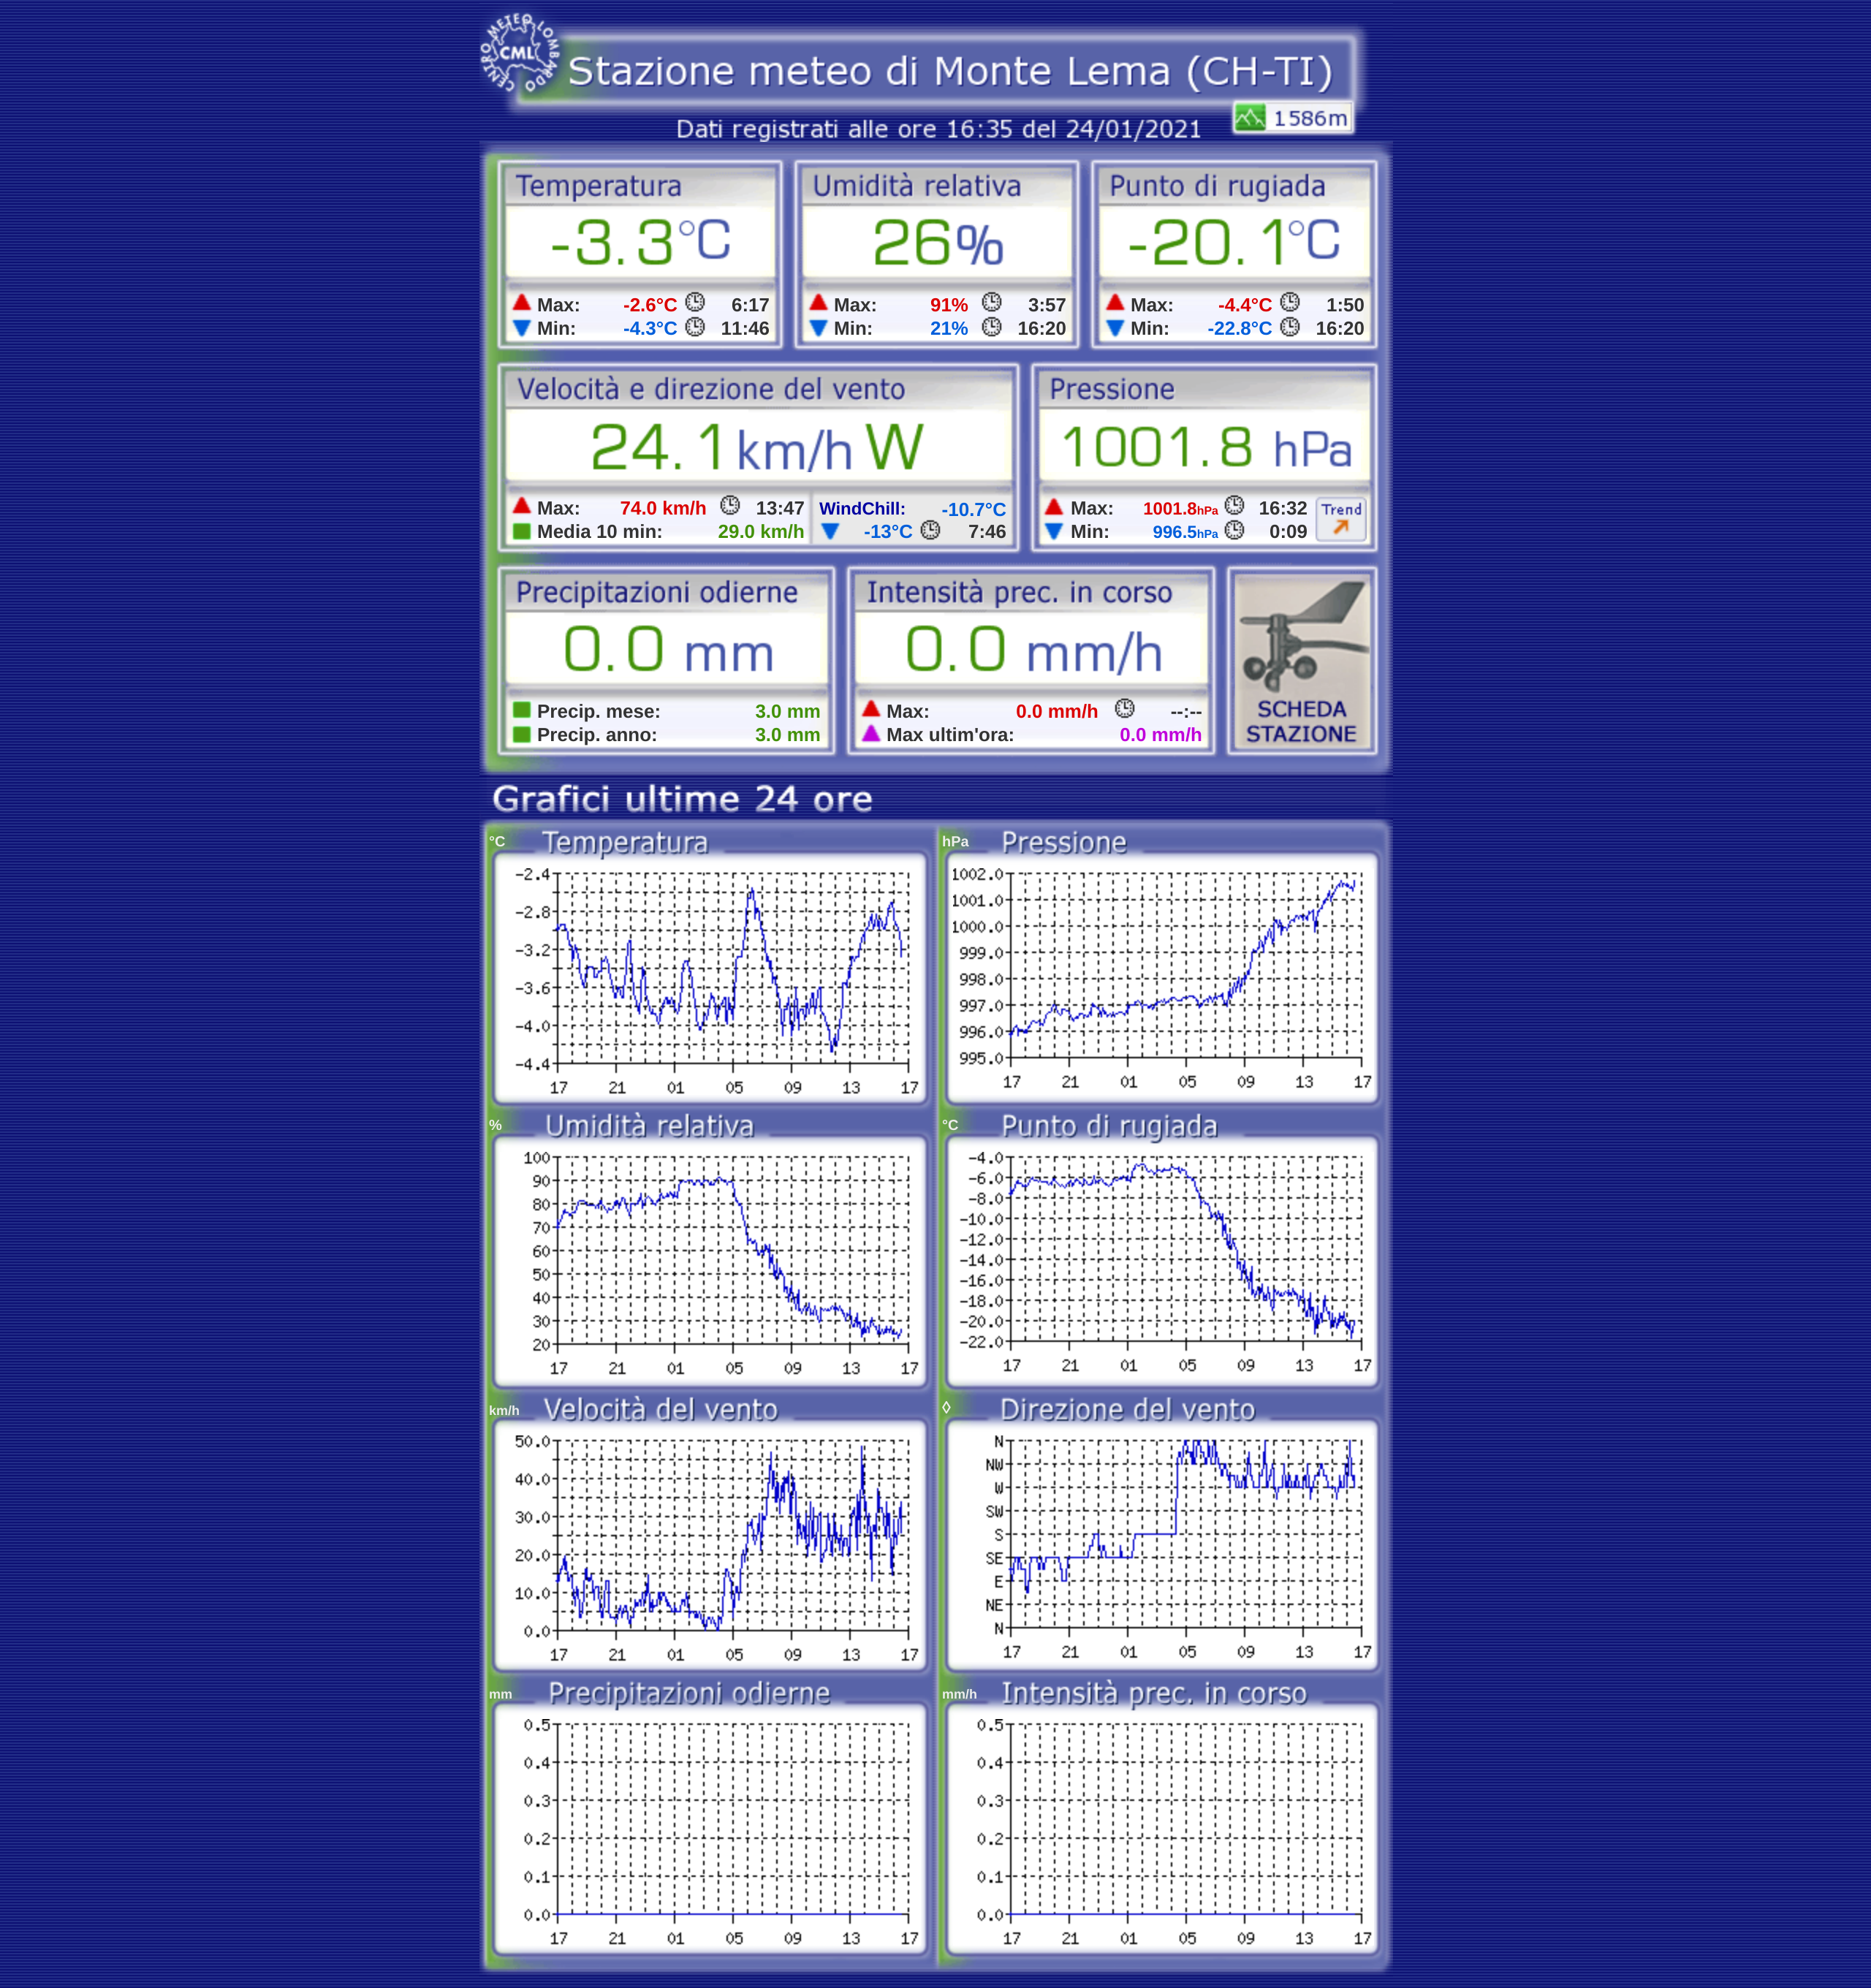 CENTRO METEO LOMBARDO
CML
Stazione meteo di Monte Lema (CH-TI)
1586m
Dati registrati alle ore 16:35 del 24/01/2021
Temperatura
-3.3°C
Max: -2.6°C 6:17
Min: -4.3°C 11:46
Umidità relativa
26%
Max: 91% 3:57
Min: 21% 16:20
Punto di rugiada
-20.1°C
Max: -4.4°C 1:50
Min: -22.8°C 16:20
Velocità e direzione del vento
24.1 km/h W
Max: 74.0 km/h 13:47
Media 10 min: 29.0 km/h
WindChill: -10.7°C
-13°C 7:46
Pressione
1001.8 hPa
Max: 1001.8hPa 16:32
Min: 996.5hPa 0:09
Trend
Precipitazioni odierne
0.0 mm
Precip. mese: 3.0 mm
Precip. anno: 3.0 mm
Intensità prec. in corso
0.0 mm/h
Max: 0.0 mm/h --:--
Max ultim'ora: 0.0 mm/h
SCHEDA
STAZIONE
Grafici ultime 24 ore
°C Temperatura
-2.4
-2.8
-3.2
-3.6
-4.0
-4.4
17 21 01 05 09 13 17
hPa Pressione
1002.0
1001.0
1000.0
999.0
998.0
997.0
996.0
995.0
17 21 01 05 09 13 17
% Umidità relativa
100
90
80
70
60
50
40
30
20
17 21 01 05 09 13 17
°C Punto di rugiada
-4.0
-6.0
-8.0
-10.0
-12.0
-14.0
-16.0
-18.0
-20.0
-22.0
17 21 01 05 09 13 17
km/h Velocità del vento
50.0
40.0
30.0
20.0
10.0
0.0
17 21 01 05 09 13 17
◊ Direzione del vento
N
NW
W
SW
S
SE
E
NE
N
17 21 01 05 09 13 17
mm Precipitazioni odierne
0.5
0.4
0.3
0.2
0.1
0.0
17 21 01 05 09 13 17
mm/h Intensità prec. in corso
0.5
0.4
0.3
0.2
0.1
0.0
17 21 01 05 09 13 17